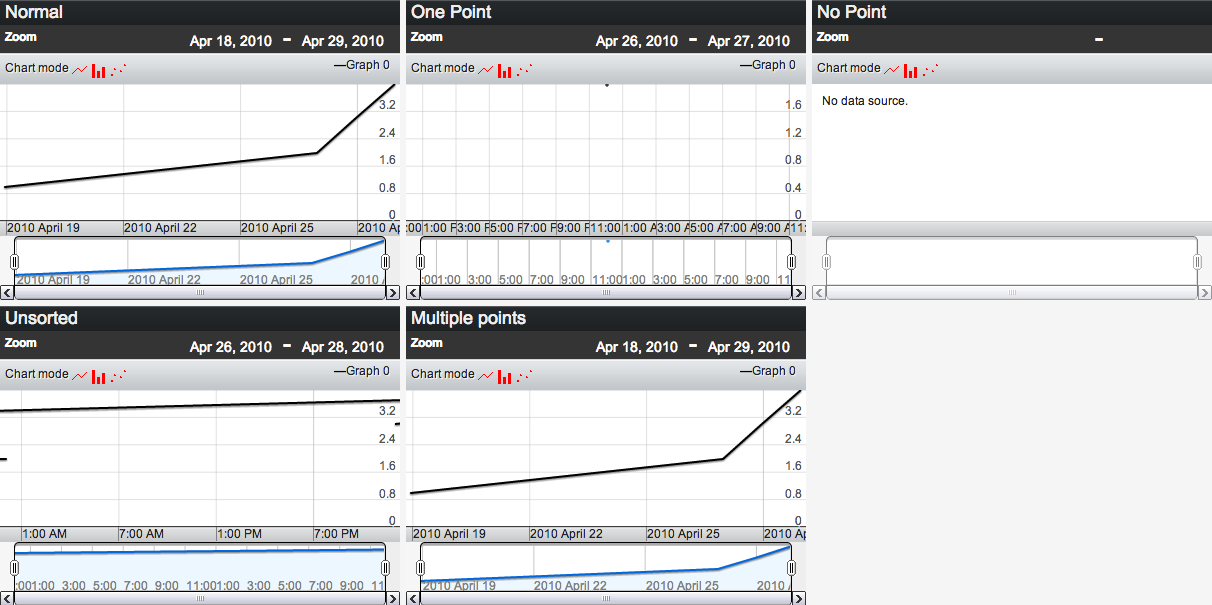 Normal
Zoom
Apr 18, 2010 – Apr 29, 2010
Chart mode
Graph 0
3.2
2.4
1.6
0.8
0
2010 April 19 2010 April 22 2010 April 25 2010 A
2010 April 19 2010 April 22 2010 April 25 2010 /
One Point
Zoom
Apr 26, 2010 – Apr 27, 2010
Chart mode
Graph 0
1.6
1.2
0.8
0.4
0
:00 1:00 P 3:00 P 5:00 P 7:00 P 9:00 P 11:00 1:00 A 3:00 A 5:00 A 7:00 A 9:00 A 11:
:00 1:00 3:00 5:00 7:00 9:00 11:00 1:00 3:00 5:00 7:00 9:00 11
No Point
Zoom
–
Chart mode
No data source.
Unsorted
Zoom
Apr 26, 2010 – Apr 28, 2010
Chart mode
Graph 0
3.2
2.4
1.6
0.8
0
1:00 AM 7:00 AM 1:00 PM 7:00 PM
:00 1:00 3:00 5:00 7:00 9:00 11:00 1:00 3:00 5:00 7:00 9:00 11
Multiple points
Zoom
Apr 18, 2010 – Apr 29, 2010
Chart mode
Graph 0
3.2
2.4
1.6
0.8
0
2010 April 19 2010 April 22 2010 April 25 2010 A
2010 April 19 2010 April 22 2010 April 25 2010 /